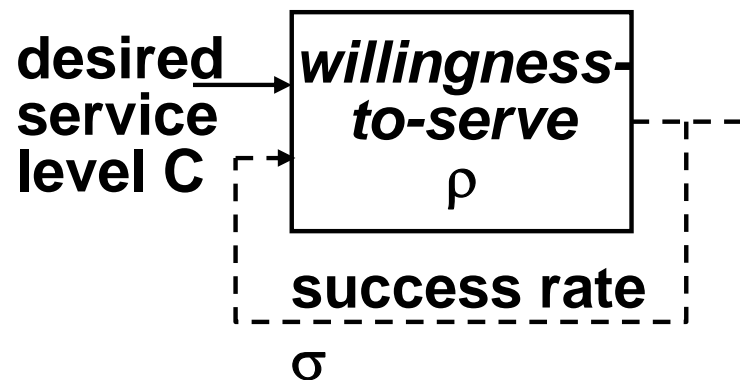 desired
service
level C
willingness-
to-serve
ρ
success rate
σ